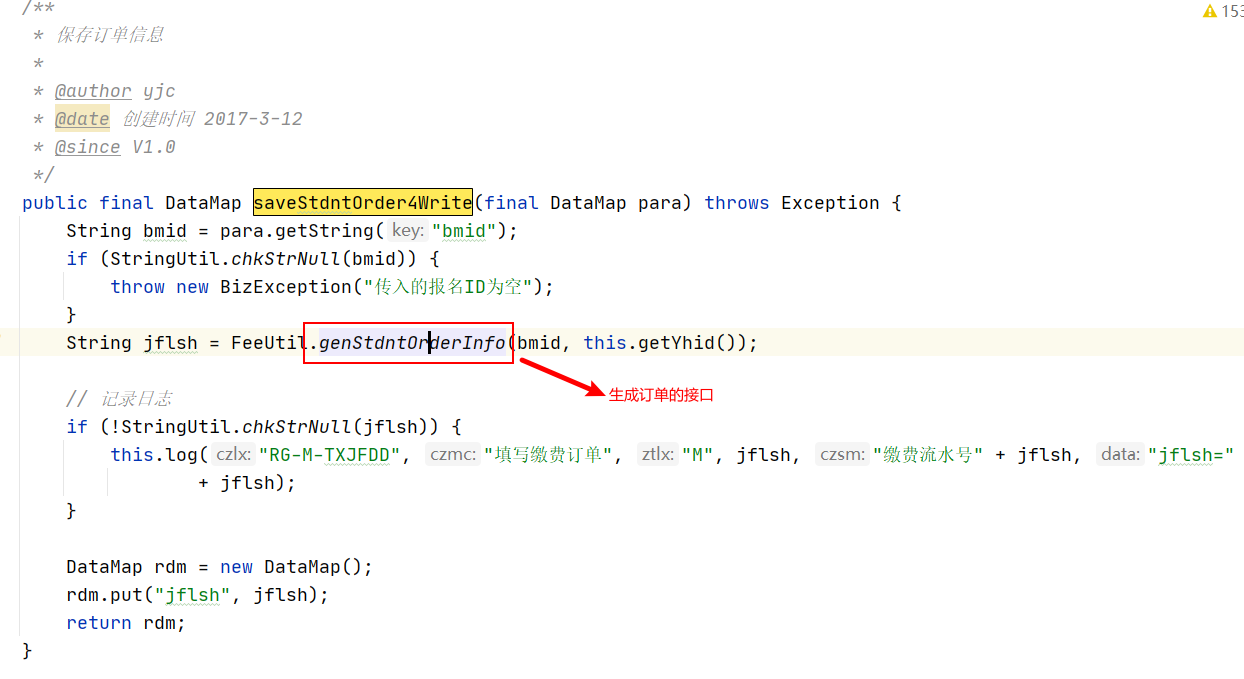 /**
⚠ 153
* 保存订单信息
*
* @author yjc
* @date 创建时间 2017-3-12
* @since V1.0
*/
public final DataMap saveStdntOrder4Write(final DataMap para) throws Exception {
String bmid = para.getString( key: "bmid");
if (StringUtil.chkStrNull(bmid)) {
throw new BizException("传入的报名ID为空");
}
String jflsh = FeeUtil.genStdntOrderInfo(bmid, this.getYhid());
生成订单的接口
// 记录日志
if (!StringUtil.chkStrNull(jflsh)) {
this.log( czlx: "RG-M-TXJFDD", czmc: "填写缴费订单", ztlx: "M", jflsh, czsm: "缴费流水号" + jflsh, data: "jflsh="
+ jflsh);
}
DataMap rdm = new DataMap();
rdm.put("jflsh", jflsh);
return rdm;
}